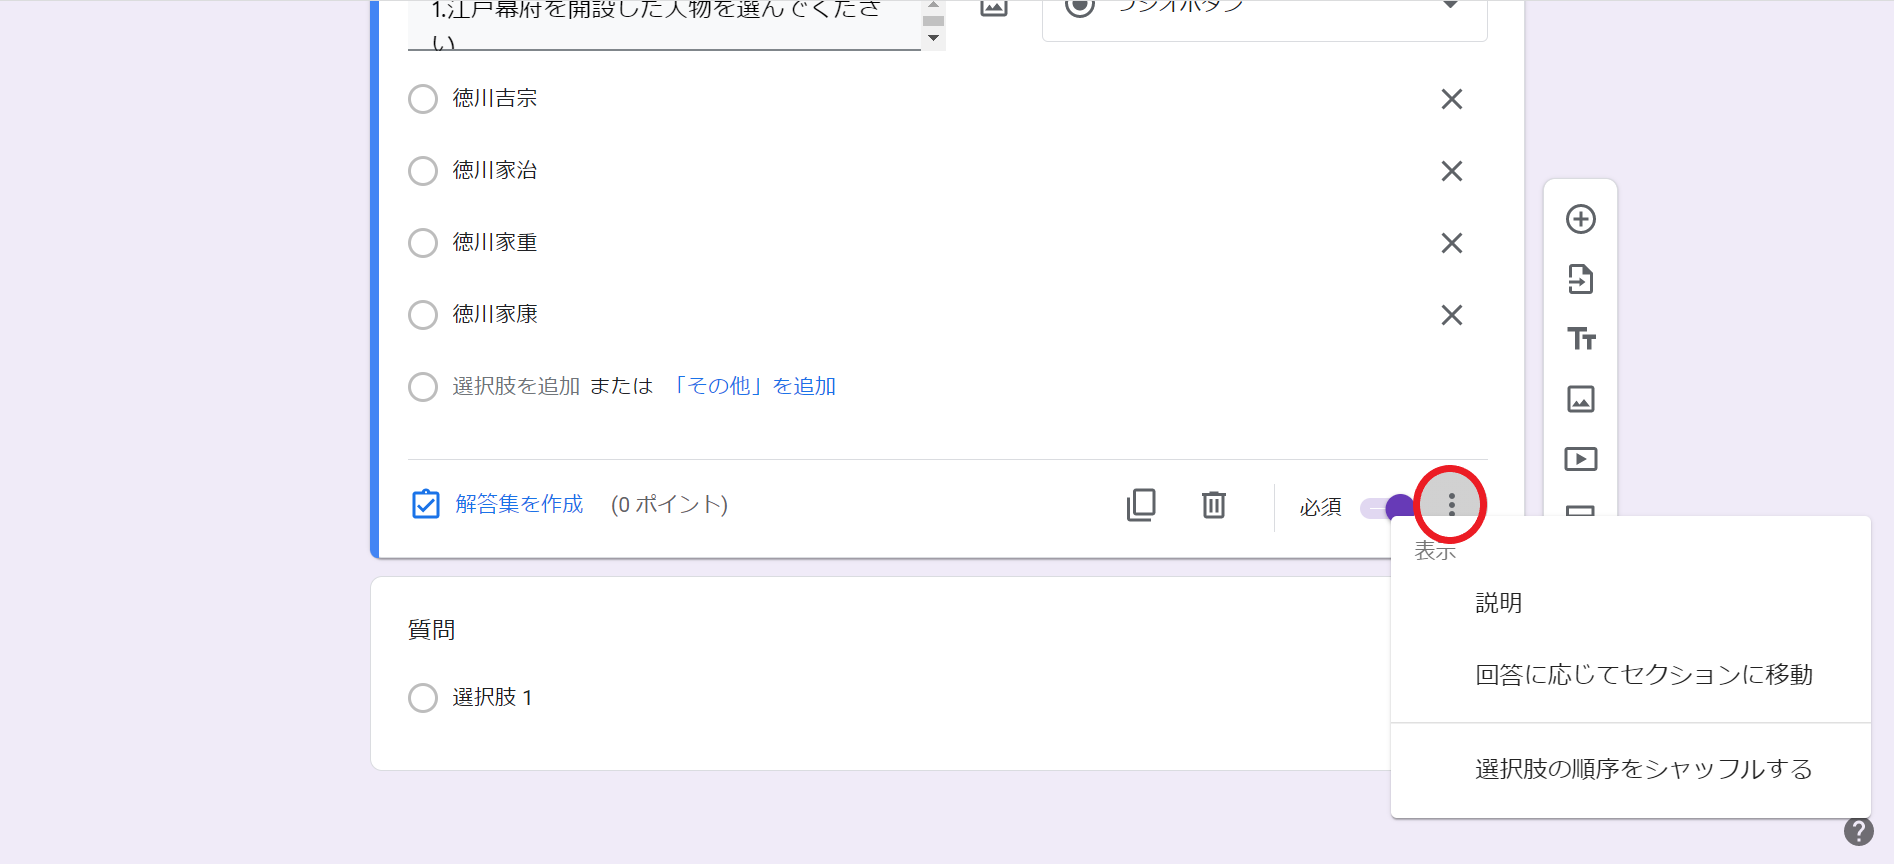 1.江戸幕府を開設した人物を選んでくださ
い
ラジオボタン
徳川吉宗
徳川家治
徳川家重
徳川家康
選択肢を追加 または 「その他」を追加
解答集を作成 (0 ポイント)
必須
表示
説明
回答に応じてセクションに移動
選択肢の順序をシャッフルする
質問
選択肢 1